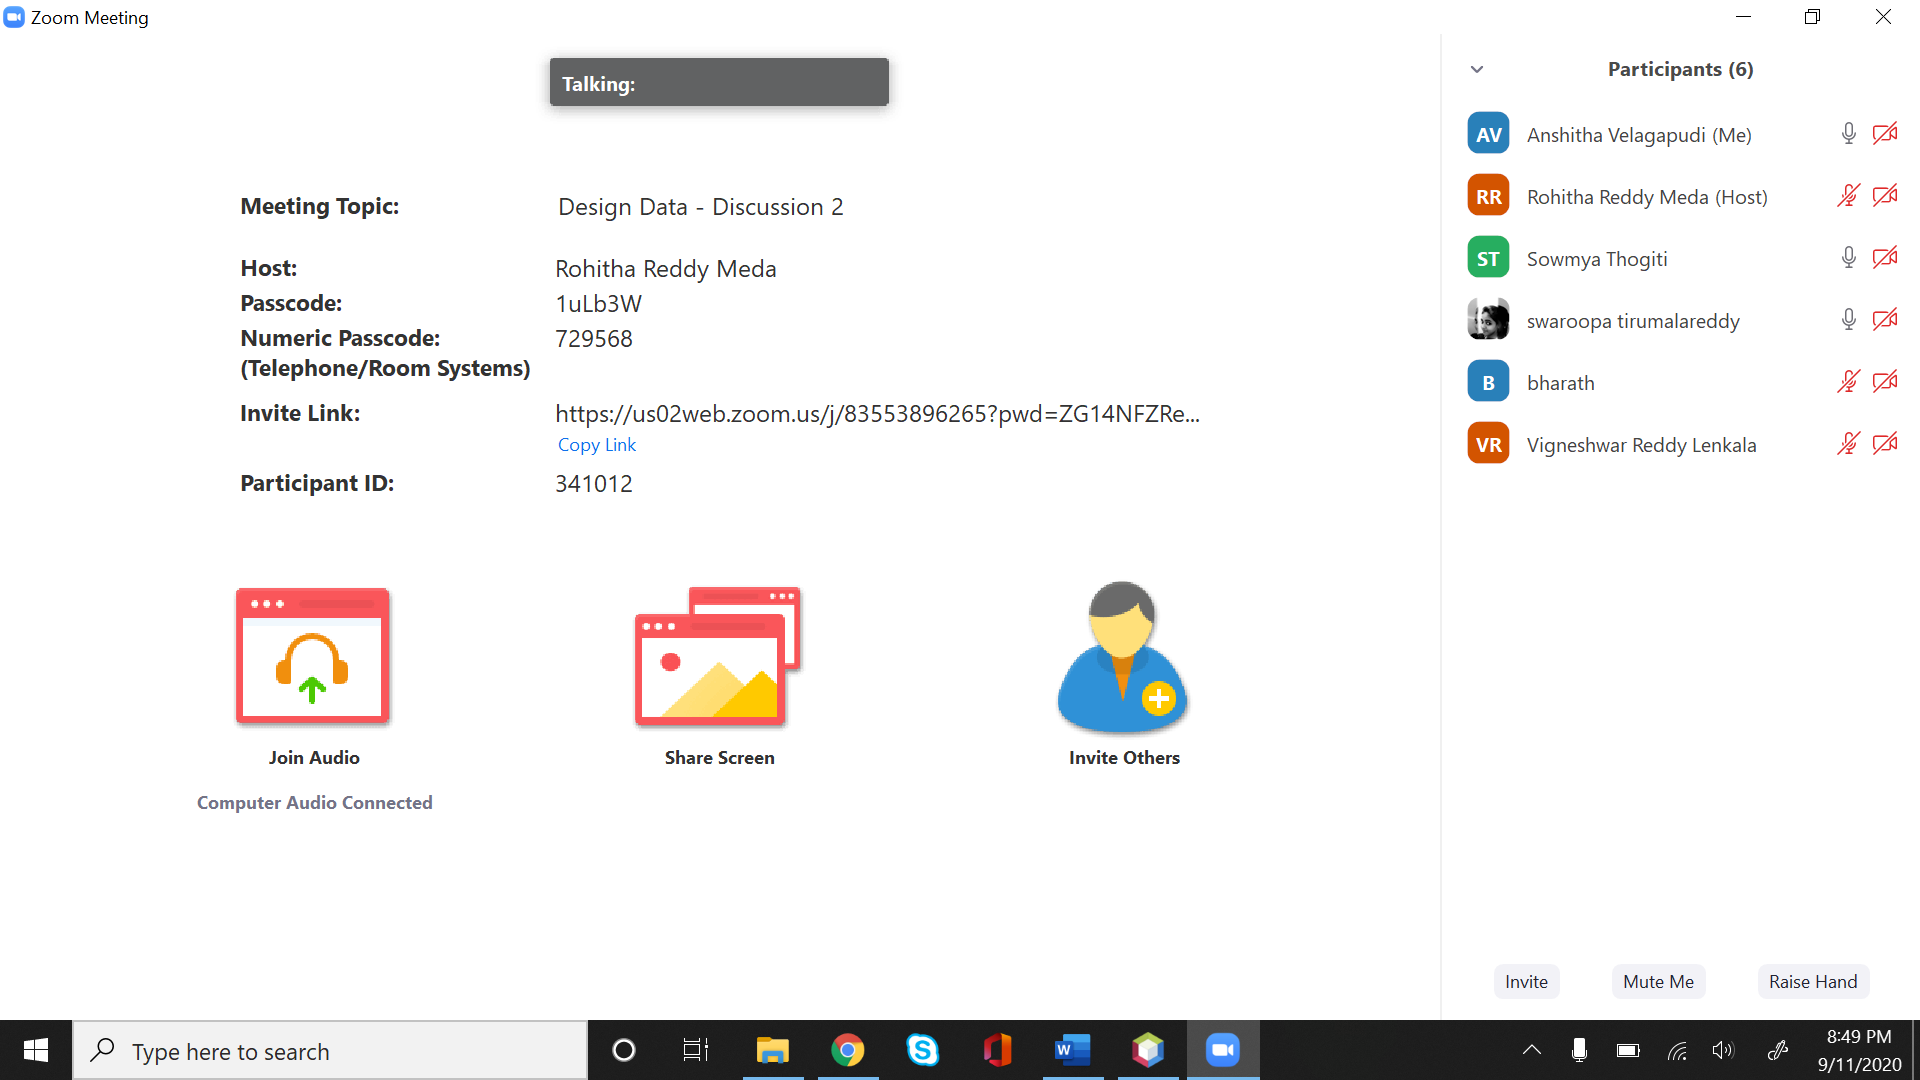 Zoom Meeting
Talking:
Meeting Topic: Design Data - Discussion 2
Host: Rohitha Reddy Meda
Passcode: 1uLb3W
Numeric Passcode: 729568
(Telephone/Room Systems)
Invite Link: https://us02web.zoom.us/j/83553896265?pwd=ZG14NFZRe...
Copy Link
Participant ID: 341012
Join Audio
Share Screen
Invite Others
Computer Audio Connected
Participants (6)
AV Anshitha Velagapudi (Me)
RR Rohitha Reddy Meda (Host)
ST Sowmya Thogiti
swaroopa tirumalareddy
B bharath
VR Vigneshwar Reddy Lenkala
Invite
Mute Me
Raise Hand
Type here to search
8:49 PM
9/11/2020